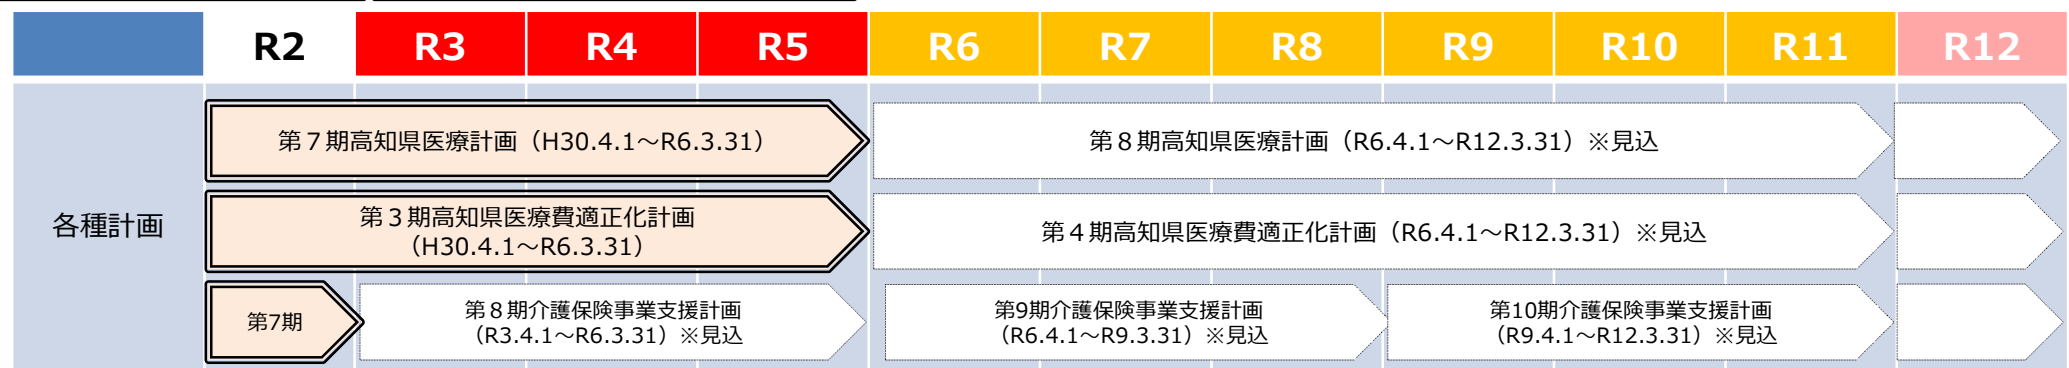 R2 R3 R4 R5 R6 R7 R8 R9 R10 R11 R12
各種計画
第７期高知県医療計画（H30.4.1～R6.3.31）
第８期高知県医療計画（R6.4.1～R12.3.31）※見込
第３期高知県医療費適正化計画
（H30.4.1～R6.3.31）
第４期高知県医療費適正化計画（R6.4.1～R12.3.31）※見込
第7期
第８期介護保険事業支援計画
（R3.4.1～R6.3.31）※見込
第9期介護保険事業支援計画
（R6.4.1～R9.3.31）※見込
第10期介護保険事業支援計画
（R9.4.1～R12.3.31）※見込